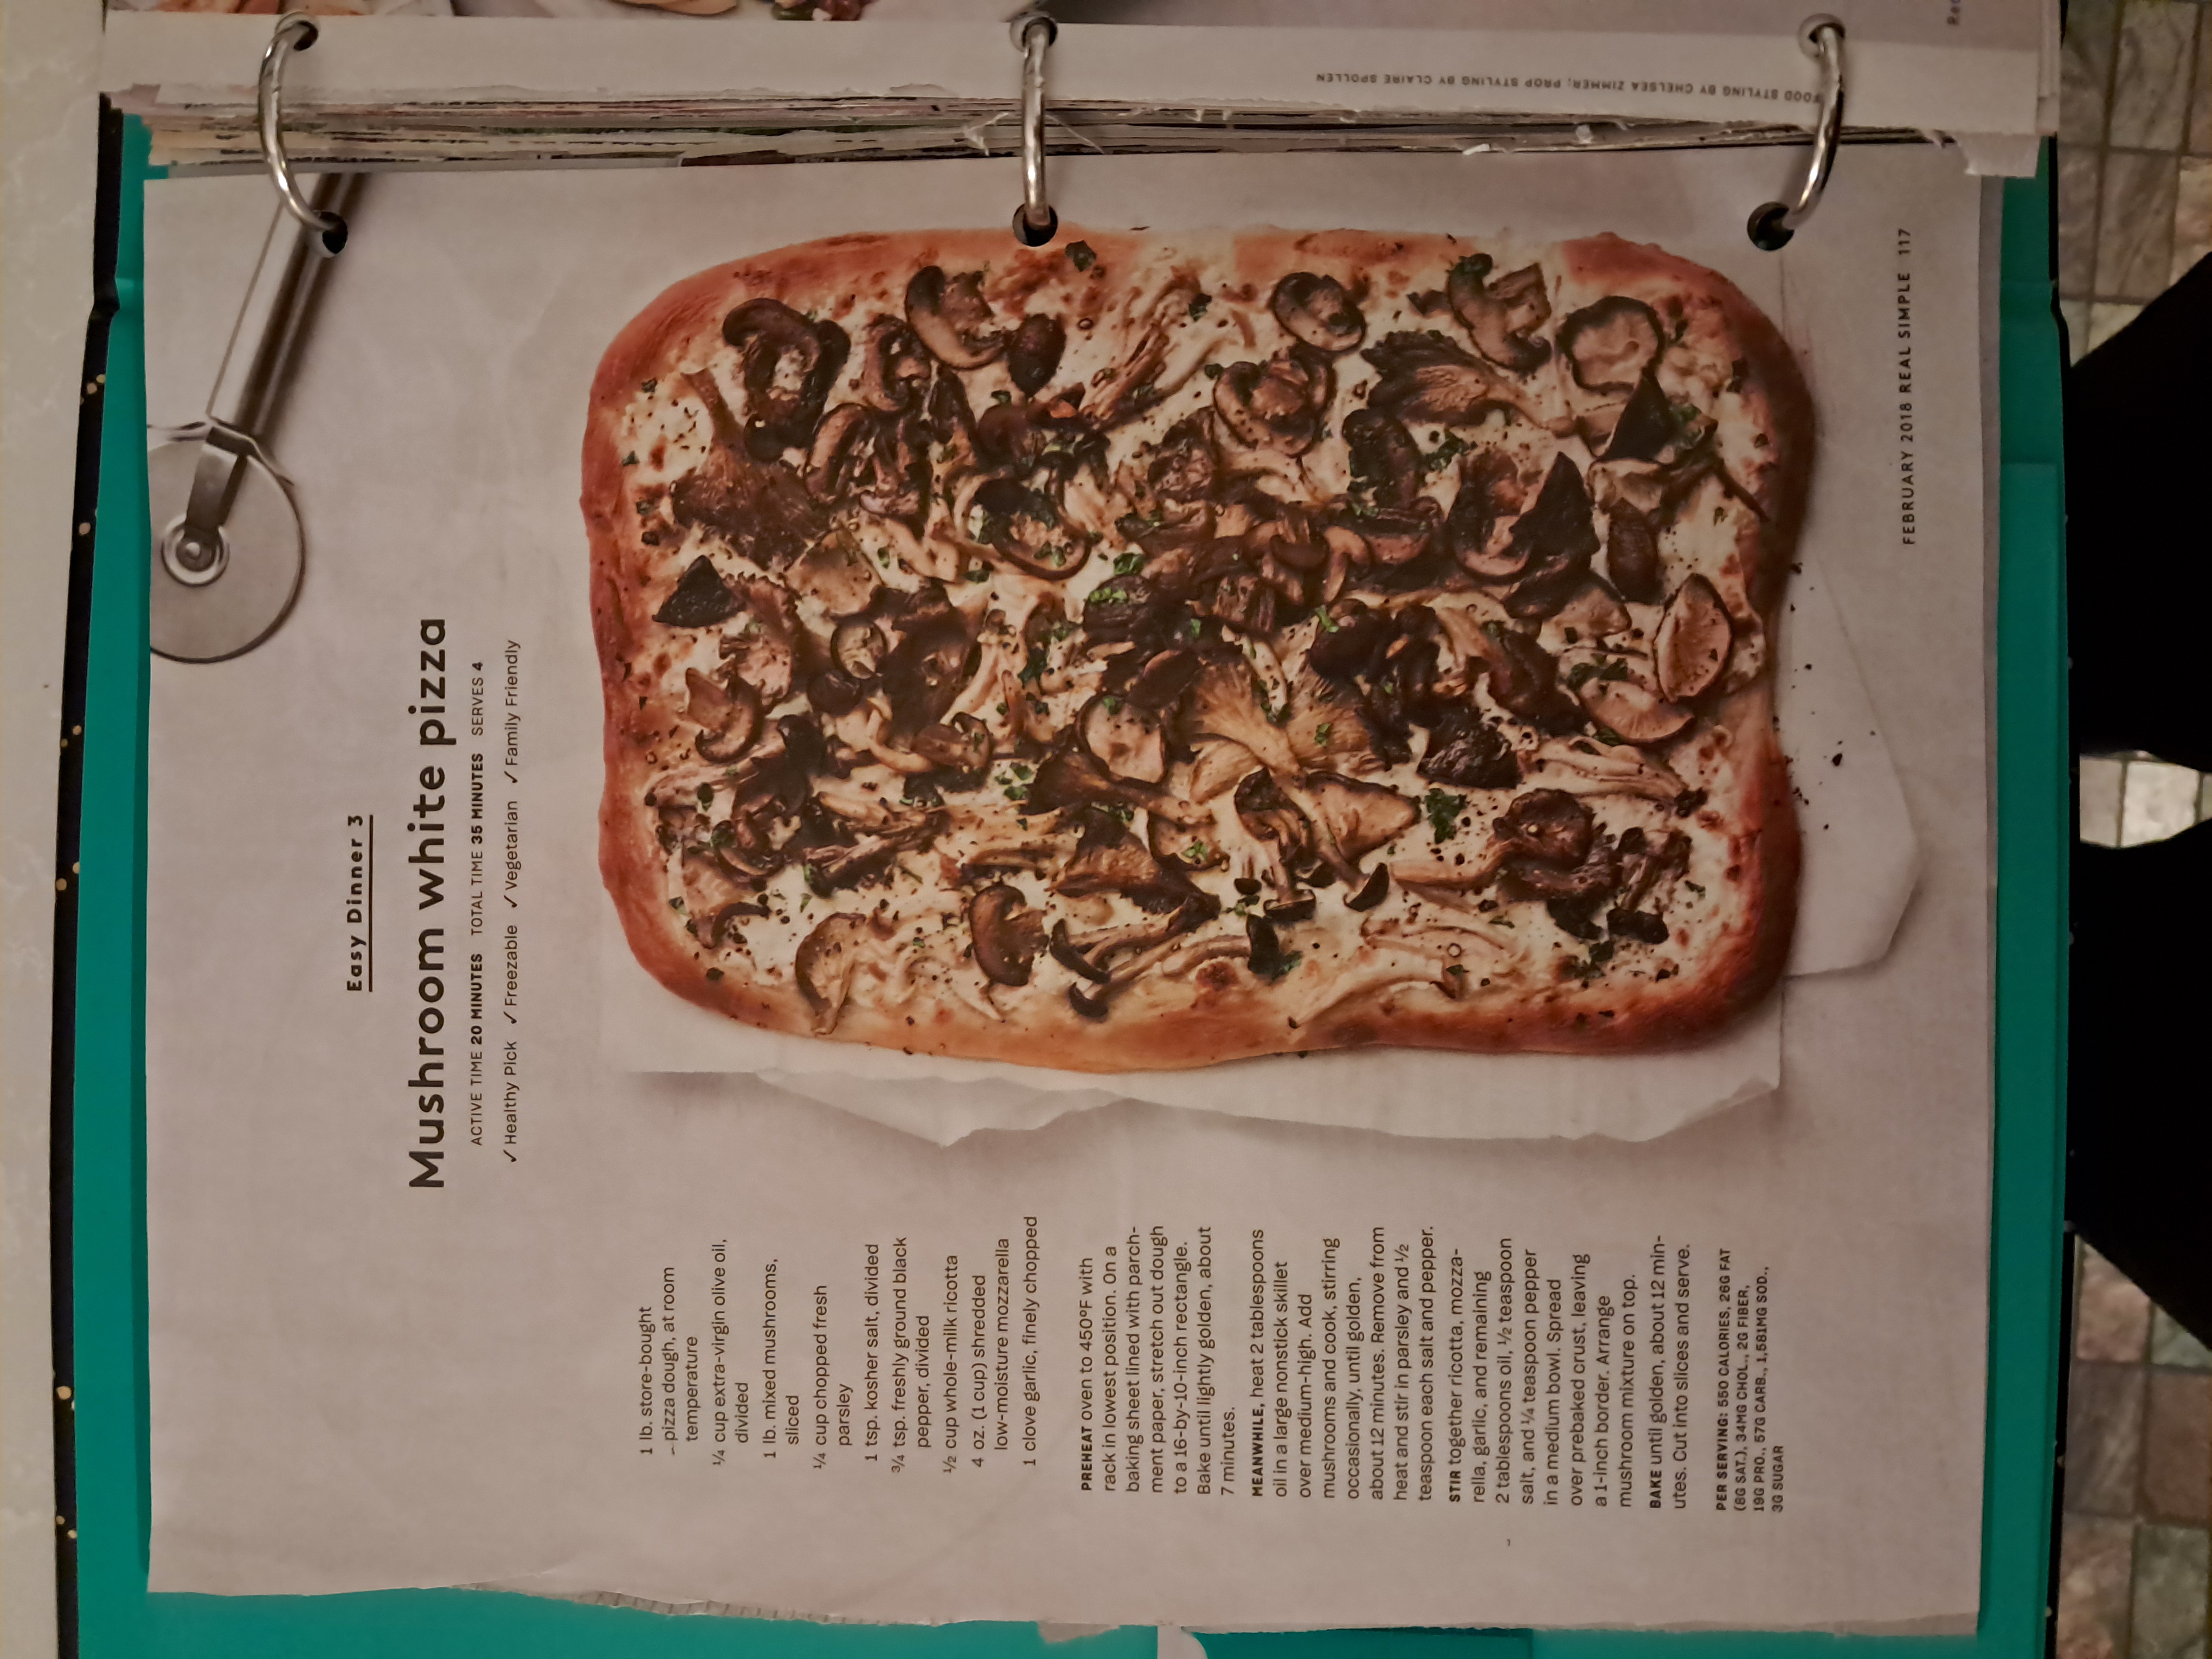 Easy Dinner 3
Mushroom white pizza
ACTIVE TIME 20 MINUTES TOTAL TIME 35 MINUTES SERVES 4
✓ Healthy Pick ✓ Freezable ✓ Vegetarian ✓ Family Friendly
1 lb. store-bought
pizza dough, at room
temperature
¼ cup extra-virgin olive oil,
divided
1 lb. mixed mushrooms,
sliced
¼ cup chopped fresh
parsley
1 tsp. kosher salt, divided
¾ tsp. freshly ground black
pepper, divided
½ cup whole-milk ricotta
4 oz. (1 cup) shredded
low-moisture mozzarella
1 clove garlic, finely chopped
PREHEAT oven to 450°F with
rack in lowest position. On a
baking sheet lined with parch-
ment paper, stretch out dough
to a 16-by-10-inch rectangle.
Bake until lightly golden, about
7 minutes.
MEANWHILE, heat 2 tablespoons
oil in a large nonstick skillet
over medium-high. Add
mushrooms and cook, stirring
occasionally, until golden,
about 12 minutes. Remove from
heat and stir in parsley and ½
teaspoon each salt and pepper.
STIR together ricotta, mozza-
rella, garlic, and remaining
2 tablespoons oil, ½ teaspoon
salt, and ¼ teaspoon pepper
in a medium bowl. Spread
over prebaked crust, leaving
a 1-inch border. Arrange
mushroom mixture on top.
BAKE until golden, about 12 min-
utes. Cut into slices and serve.
PER SERVING: 550 CALORIES, 26G FAT
(8G SAT.), 34MG CHOL., 2G FIBER,
19G PRO., 57G CARB., 1,581MG SOD.,
3G SUGAR
FEBRUARY 2018 REAL SIMPLE 117
FOOD STYLING BY CHELSEA ZIMMER; PROP STYLING BY CLAIRE SPOLLEN